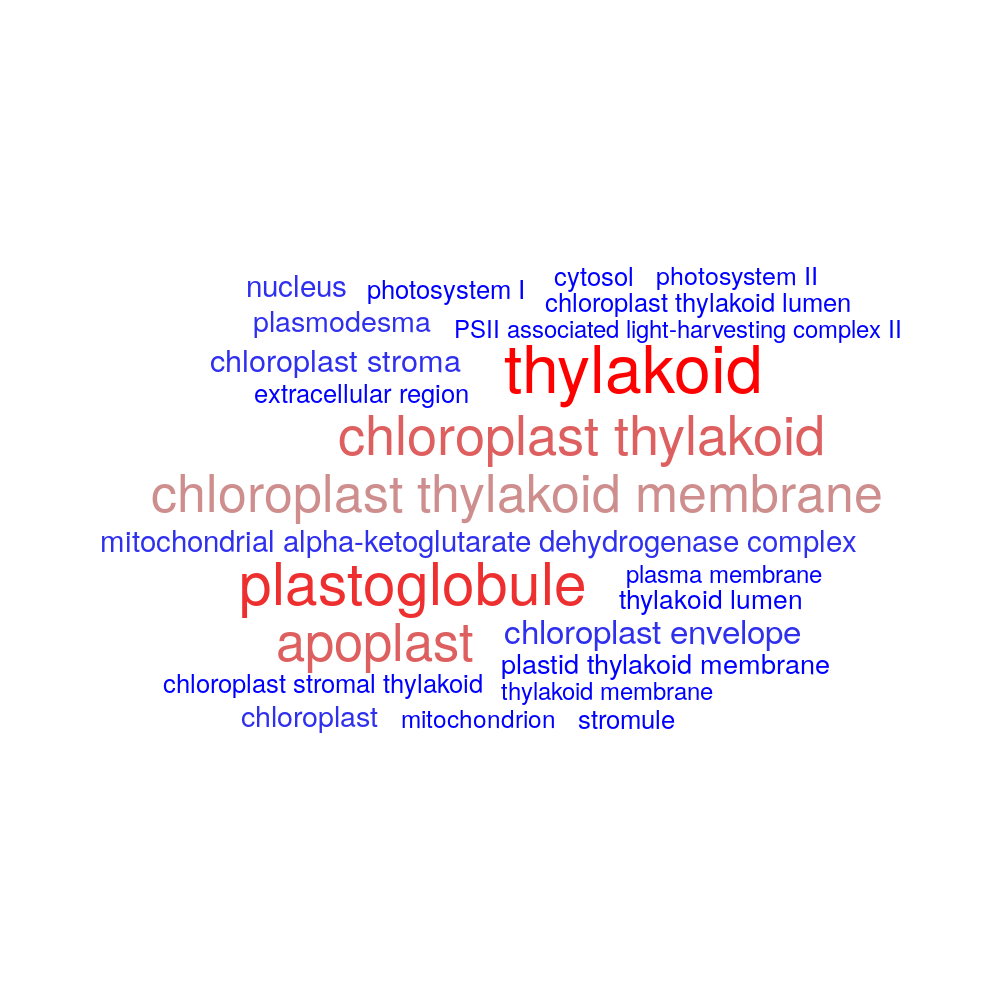 cytosol photosystem II
nucleus photosystem I
chloroplast thylakoid lumen
plasmodesma PSII associated light-harvesting complex II
chloroplast stroma thylakoid
extracellular region
chloroplast thylakoid
chloroplast thylakoid membrane
mitochondrial alpha-ketoglutarate dehydrogenase complex
plastoglobule plasma membrane
thylakoid lumen
apoplast chloroplast envelope
plastid thylakoid membrane
chloroplast stromal thylakoid thylakoid membrane
chloroplast mitochondrion stromule